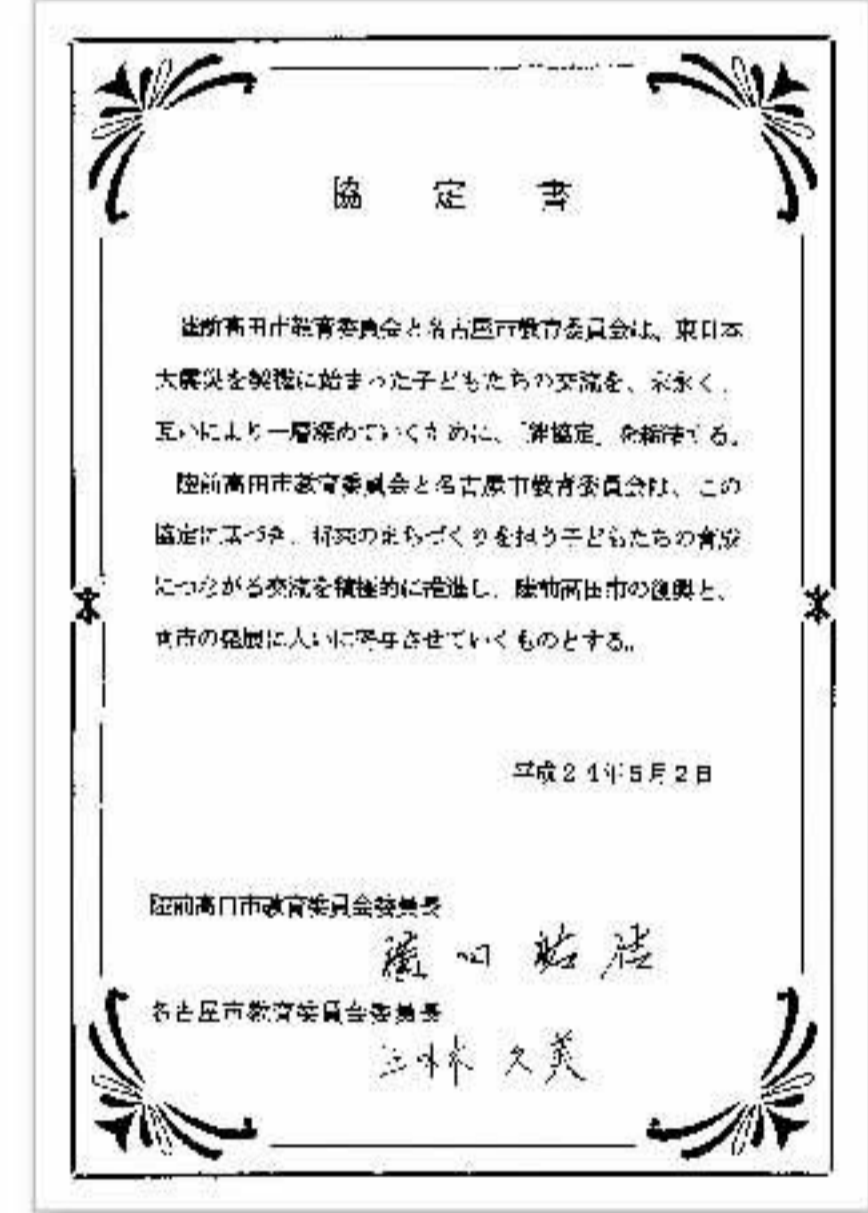 協定書
陸前高田市教育委員会と名古屋市教育委員会は、東日本
大震災を契機に始まった子どもたちの交流を、末永く、
互いにより一層深めていくために、「絆協定」を締結する。
陸前高田市教育委員会と名古屋市教育委員会は、この
協定に基づき、将来のまちづくりを担う子どもたちの育成
につながる交流を積極的に推進し、陸前高田市の復興と、
両市の発展に大いに寄与させていくものとする。
平成24年5月2日
陸前高田市教育委員会委員長
名古屋市教育委員会委員長
久美